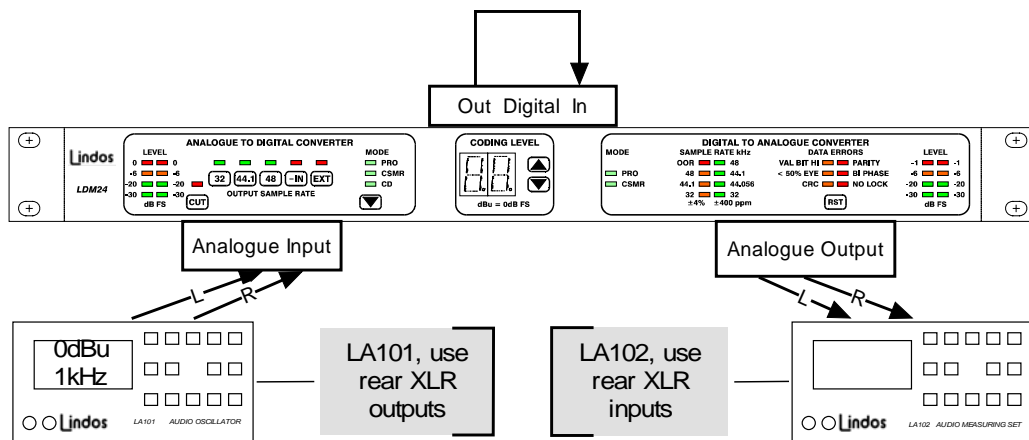 Out Digital In
Lindos
LDM24
ANALOGUE TO DIGITAL CONVERTER
LEVEL
0 0
-6 -6
-20 -20
-30 -30
dB FS
CUT
32 44.1 48 -IN EXT
OUTPUT SAMPLE RATE
MODE
PRO
CSMR
CD
CODING LEVEL
dBu = 0dB FS
DIGITAL TO ANALOGUE CONVERTER
MODE
PRO
CSMR
SAMPLE RATE kHz
OOR 48
48 44.1
44.1 44.056
32 32
±4% ±400 ppm
DATA ERRORS
VAL BIT HI PARITY
< 50% EYE BI PHASE
CRC NO LOCK
RST
LEVEL
-1 -1
-6 -6
-20 -20
-30 -30
dB FS
Analogue Input
Analogue Output
L
R
L
R
0dBu
1kHz
Lindos
LA101 AUDIO OSCILLATOR
LA101, use
rear XLR
outputs
LA102, use
rear XLR
inputs
Lindos
LA102 AUDIO MEASURING SET